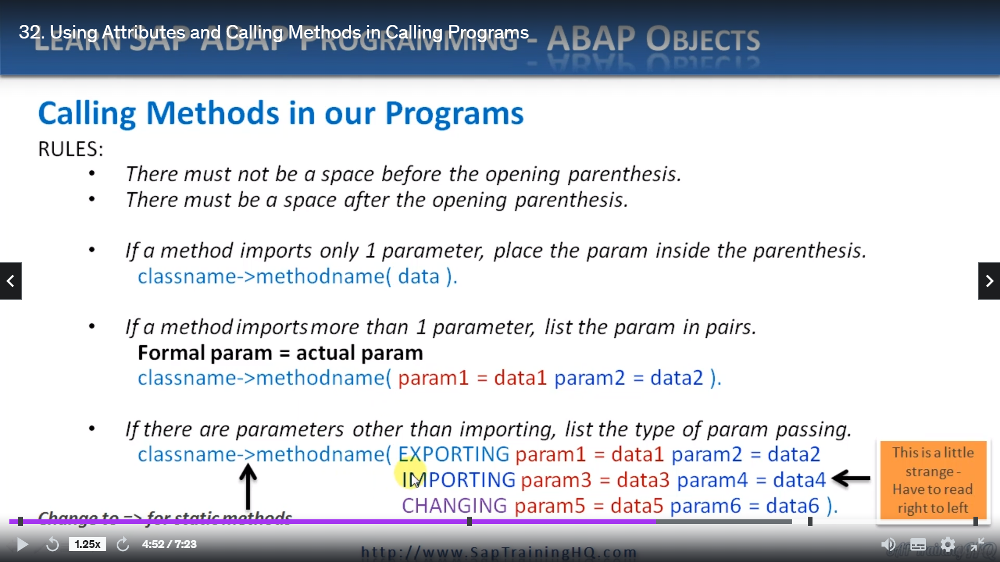 32. Using Attributes and Calling Methods in Calling Programs
LEARN SAP ABAP PROGRAMMING - ABAP OBJECTS
Calling Methods in our Programs
RULES:
• There must not be a space before the opening parenthesis.
• There must be a space after the opening parenthesis.
• If a method imports only 1 parameter, place the param inside the parenthesis.
classname->methodname( data ).
• If a method imports more than 1 parameter, list the param in pairs.
Formal param = actual param
classname->methodname( param1 = data1 param2 = data2 ).
• If there are parameters other than importing, list the type of param passing.
classname->methodname( EXPORTING param1 = data1 param2 = data2
IMPORTING param3 = data3 param4 = data4
CHANGING param5 = data5 param6 = data6 ).
This is a little
strange -
Have to read
right to left
Change to => for static methods
1.25x
4:52 / 7:23
http://www.SapTrainingHQ.com